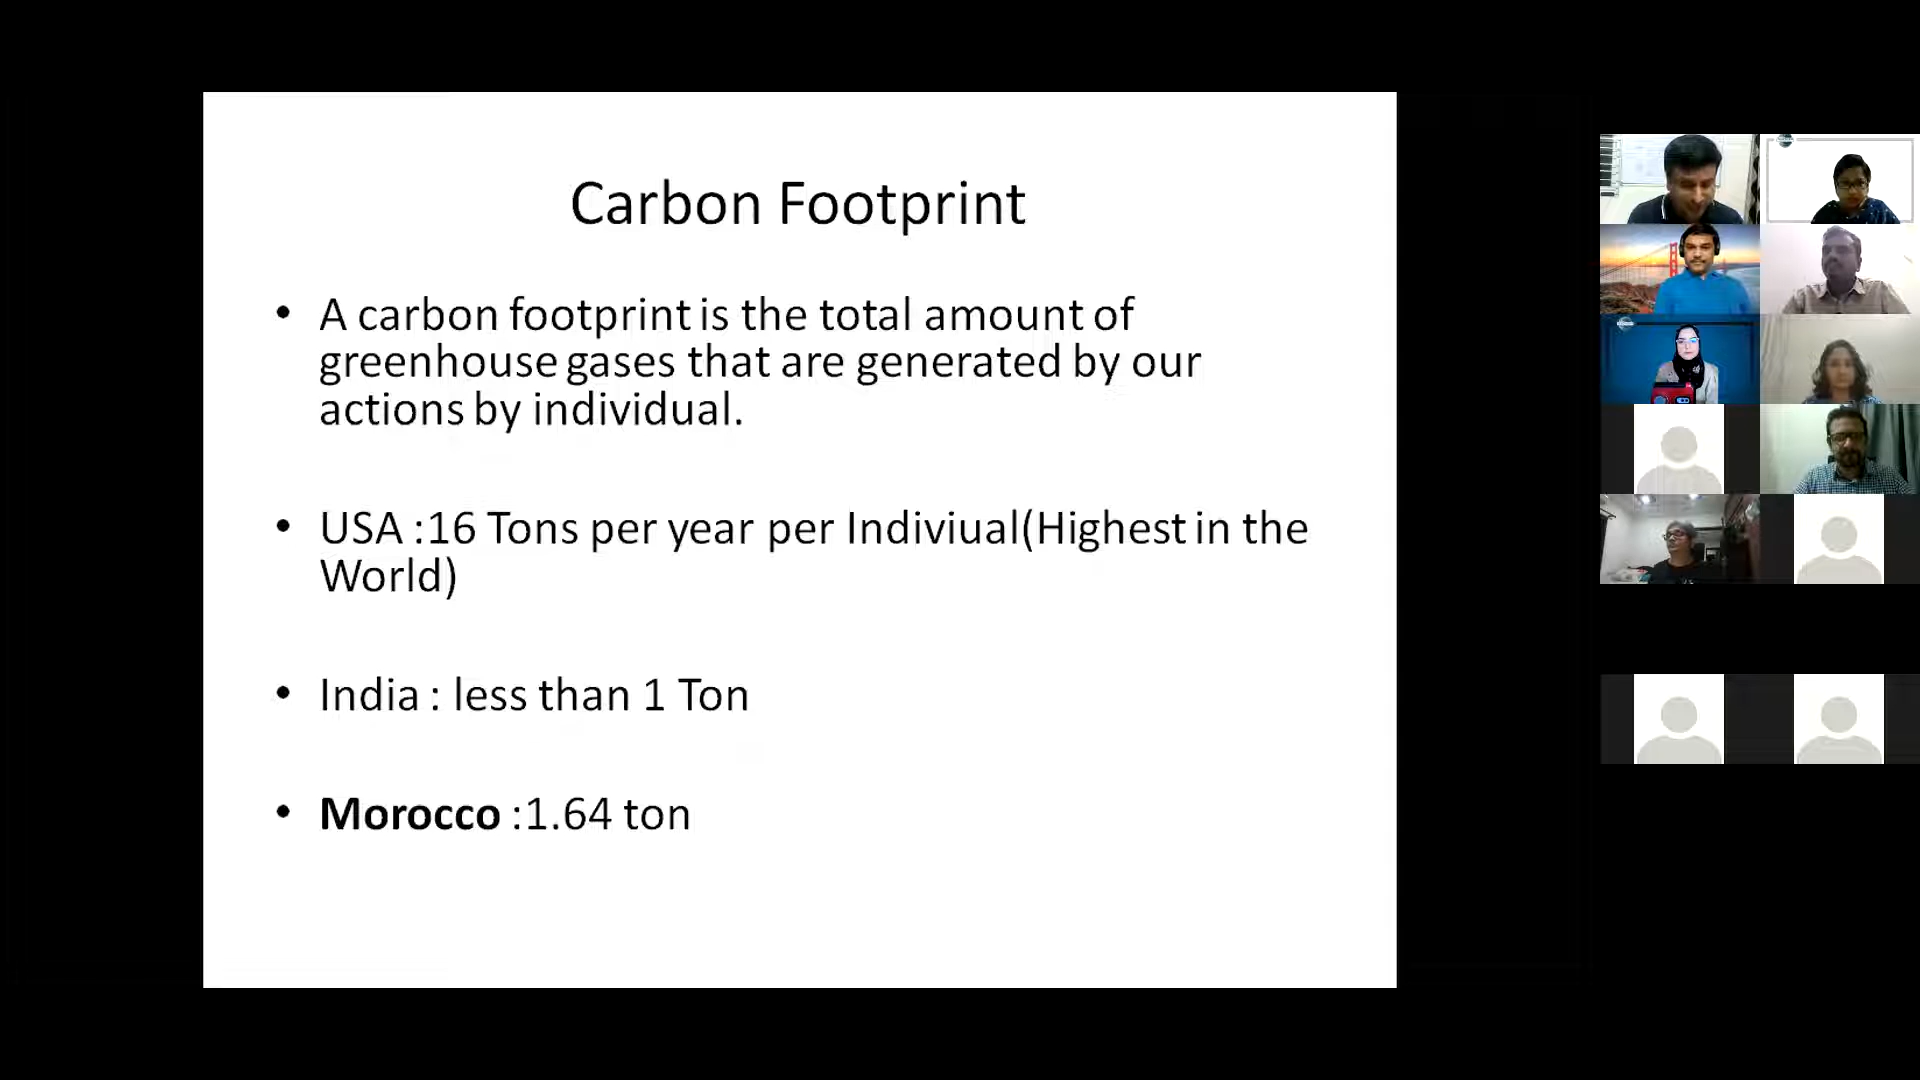 Carbon Footprint
• A carbon footprint is the total amount of
greenhouse gases that are generated by our
actions by individual.
• USA :16 Tons per year per Indiviual(Highest in the
World)
• India : less than 1 Ton
• Morocco :1.64 ton